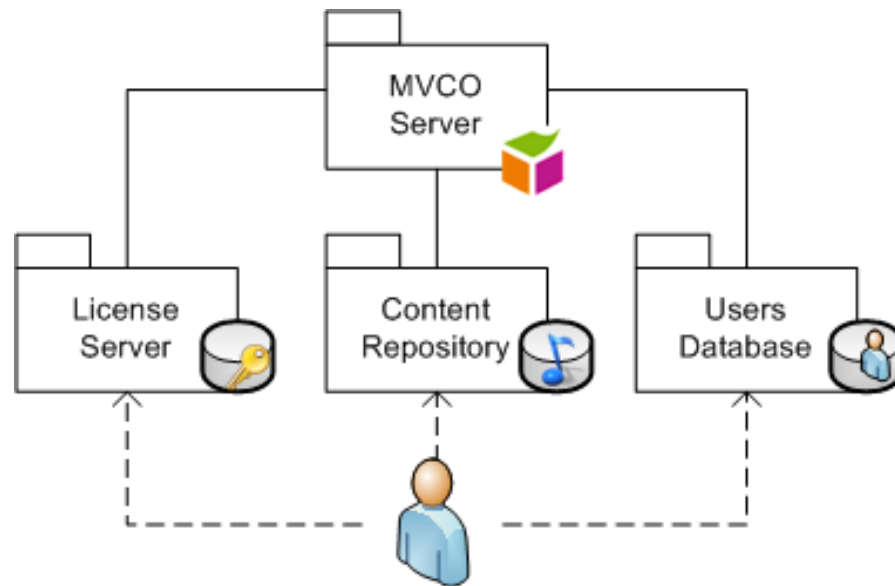 MVCO
Server
License
Server
Content
Repository
Users
Database